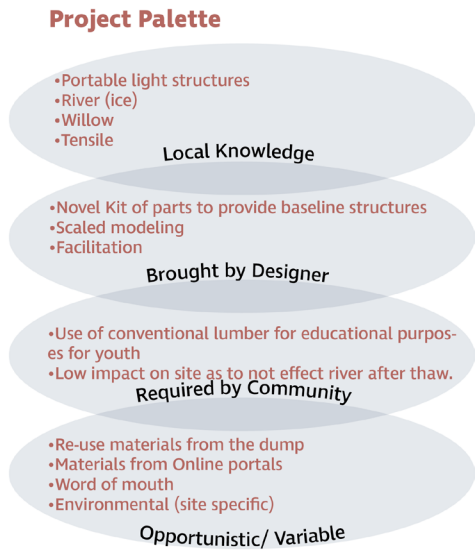 Project Palette
•Portable light structures
•River (ice)
•Willow
•Tensile
Local Knowledge
•Novel Kit of parts to provide baseline structures
•Scaled modeling
•Facilitation
Brought by Designer
•Use of conventional lumber for educational purpos-
es for youth
•Low impact on site as to not effect river after thaw.
Required by Community
•Re-use materials from the dump
•Materials from Online portals
•Word of mouth
•Environmental (site specific)
Opportunistic/ Variable